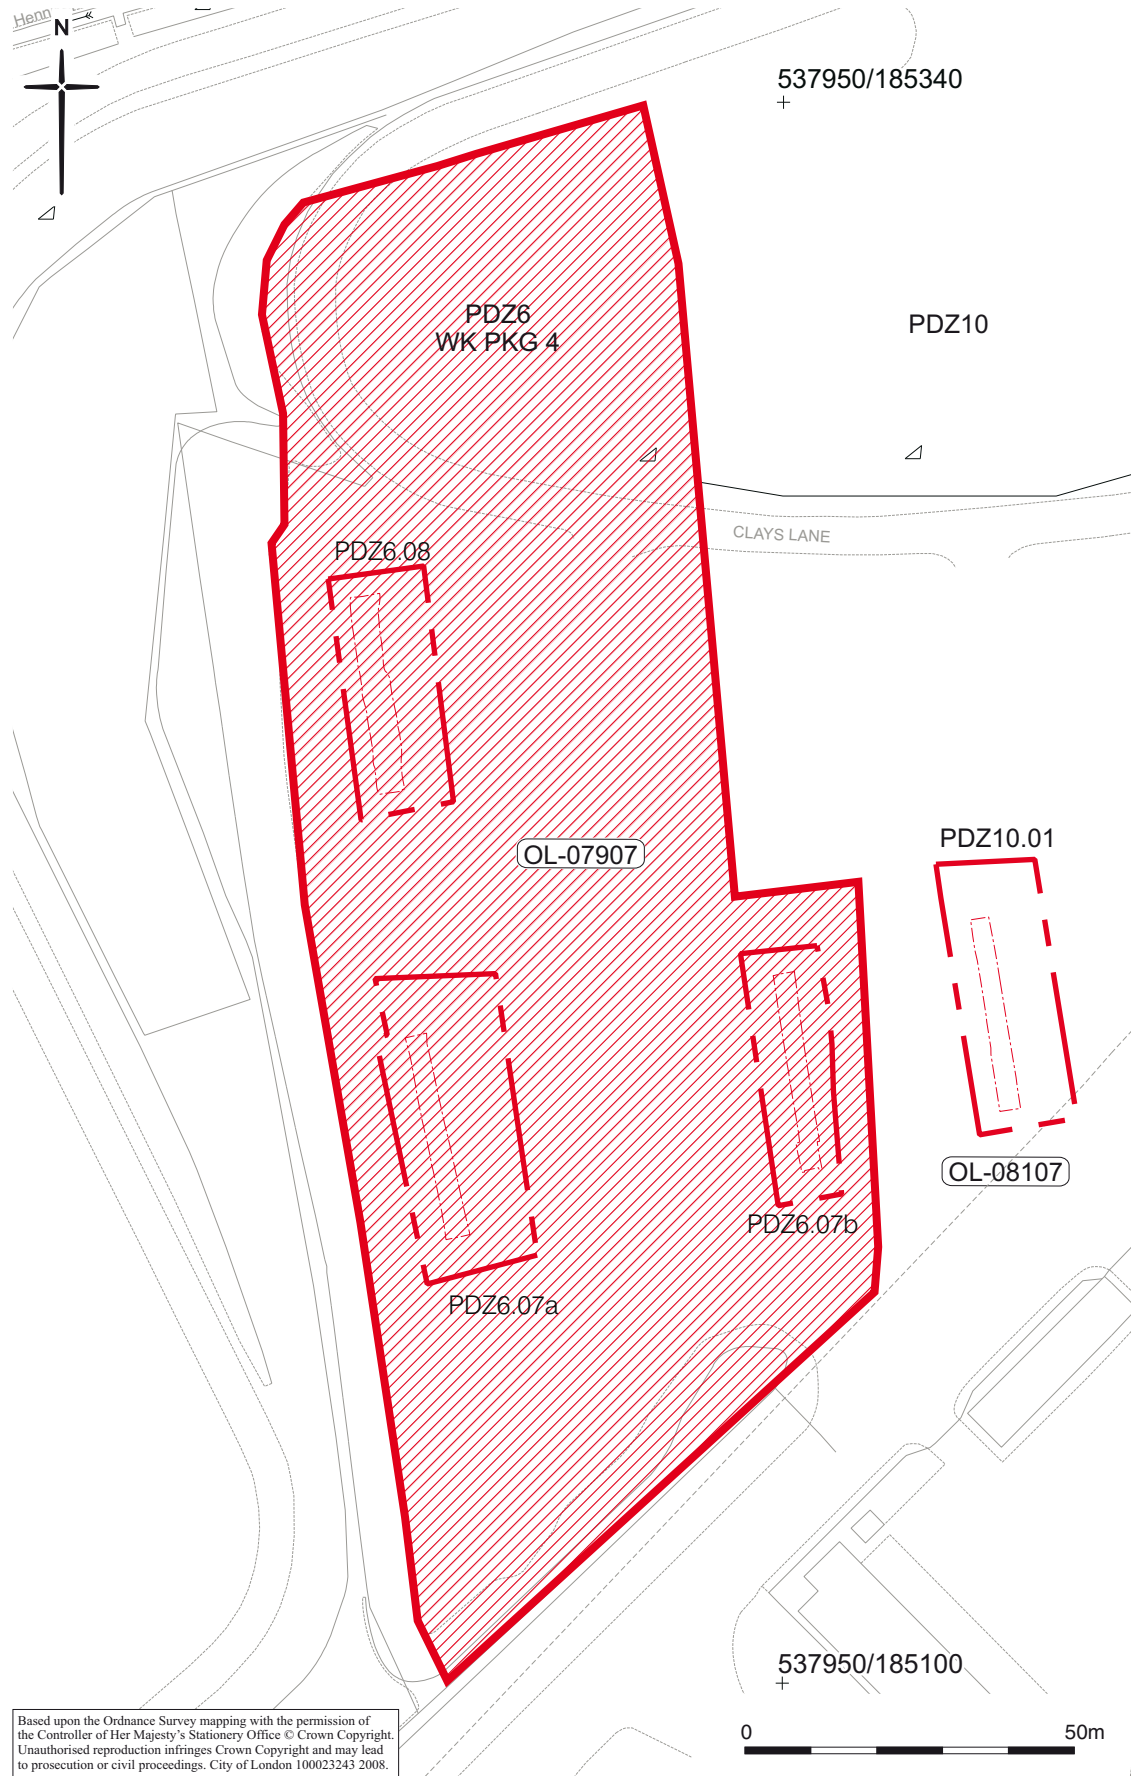 Henn
N
537950/185340
PDZ6
WK PKG 4
PDZ10
CLAYS LANE
PDZ6.08
OL-07907
PDZ10.01
OL-08107
PDZ6.07b
PDZ6.07a
537950/185100
0 50m
Based upon the Ordnance Survey mapping with the permission of
the Controller of Her Majesty's Stationery Office © Crown Copyright.
Unauthorised reproduction infringes Crown Copyright and may lead
to prosecution or civil proceedings. City of London 100023243 2008.